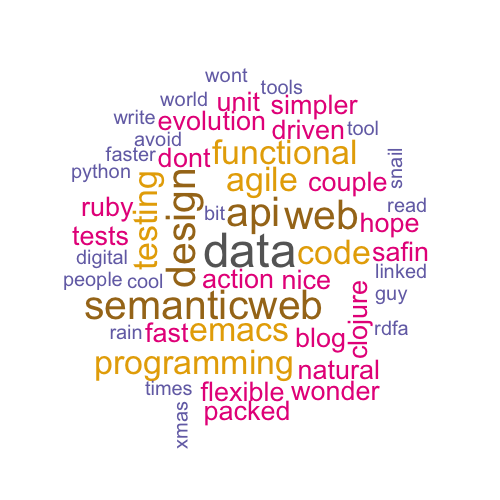 wont
tools
world
unit
simpler
write
evolution
driven
tool
avoid
faster
dont
functional
snail
python
testing
design
agile
couple
ruby
bit
api
web
read
hope
tests
data
code
safin
digital
people
cool
action
nice
linked
semanticweb
clojure
guy
rain
fast
emacs
blog
rdfa
programming
natural
times
flexible
wonder
xmas
packed